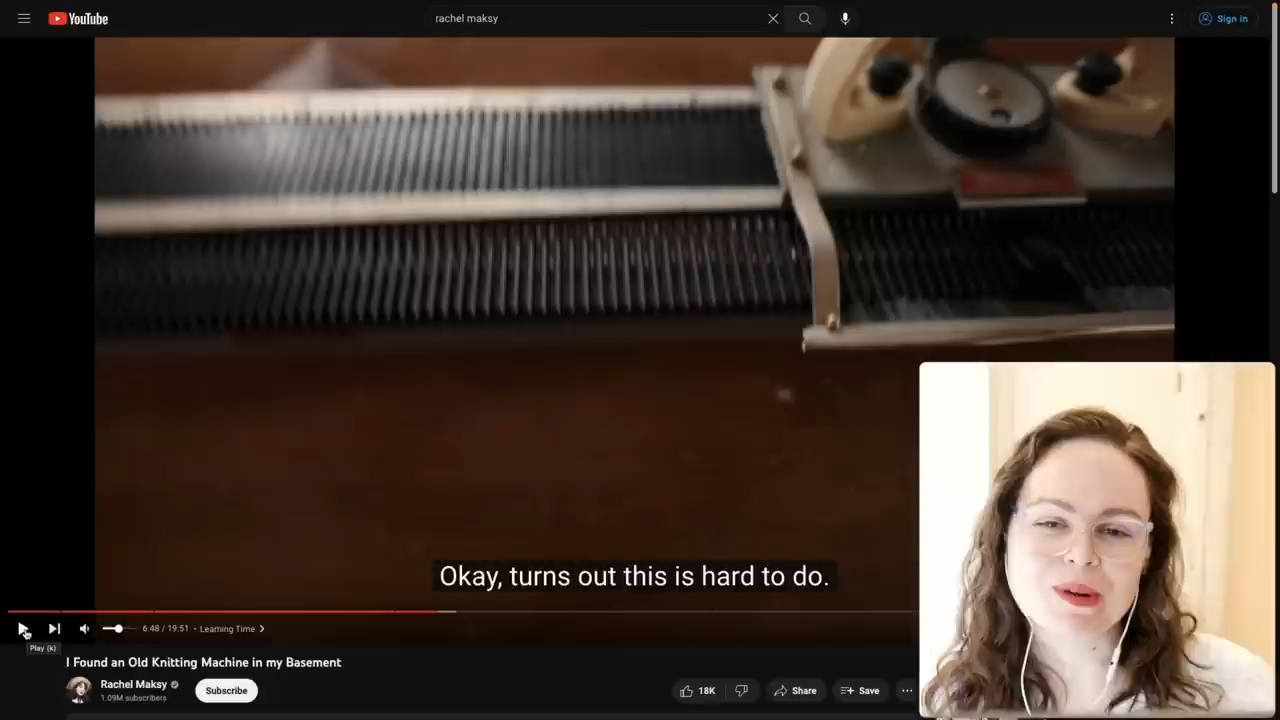 YouTube
rachel maksy
Sign in
Okay, turns out this is hard to do.
6:48 / 19:51 • Learning Time
Play (k)
I Found an Old Knitting Machine in my Basement
Rachel Maksy
1.09M subscribers
Subscribe
18K
Share
Save